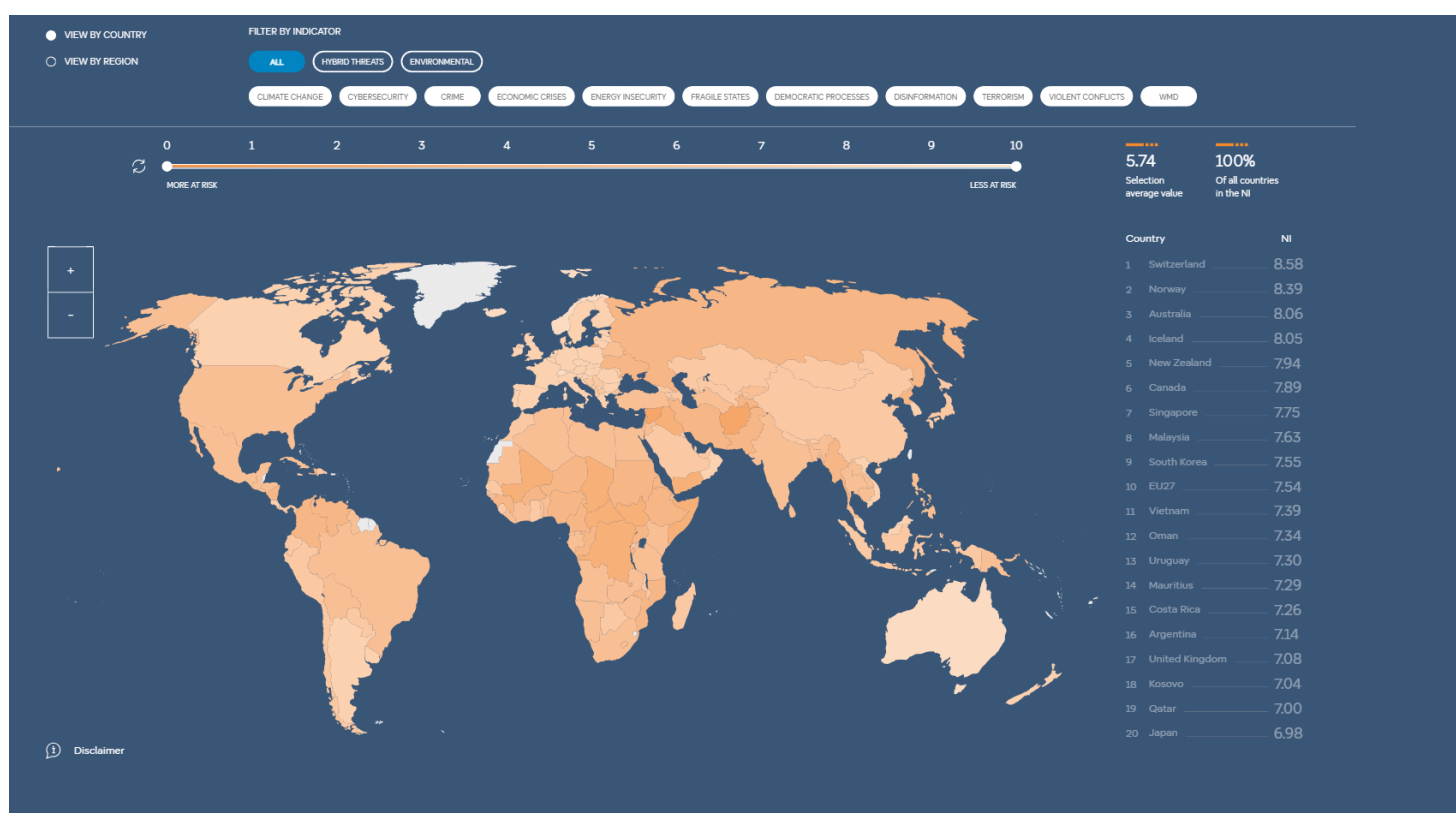 VIEW BY COUNTRY
VIEW BY REGION
FILTER BY INDICATOR
ALL HYBRID THREATS ENVIRONMENTAL
CLIMATE CHANGE CYBERSECURITY CRIME ECONOMIC CRISES ENERGY INSECURITY FRAGILE STATES DEMOCRATIC PROCESSES DISINFORMATION TERRORISM VIOLENT CONFLICTS WMD
0 1 2 3 4 5 6 7 8 9 10
MORE AT RISK LESS AT RISK
5.74
Selection
average value
100%
Of all countries
in the NI
+
-
Country NI
1 Switzerland 8.58
2 Norway 8.39
3 Australia 8.06
4 Iceland 8.05
5 New Zealand 7.94
6 Canada 7.89
7 Singapore 7.75
8 Malaysia 7.63
9 South Korea 7.55
10 EU27 7.54
11 Vietnam 7.39
12 Oman 7.34
13 Uruguay 7.30
14 Mauritius 7.29
15 Costa Rica 7.26
16 Argentina 7.14
17 United Kingdom 7.08
18 Kosovo 7.04
19 Qatar 7.00
20 Japan 6.98
Disclaimer